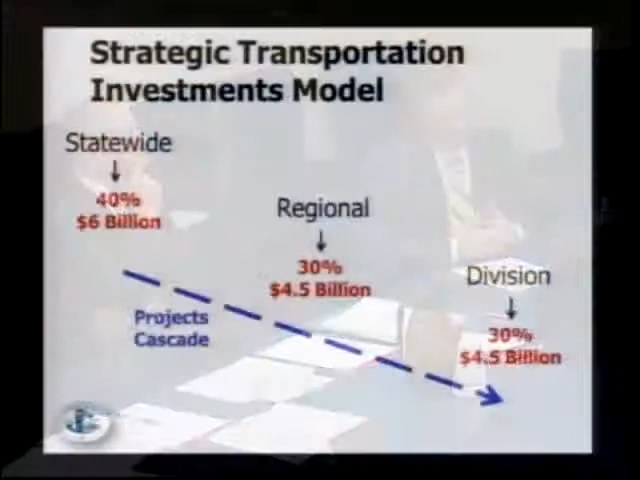 Strategic Transportation
Investments Model
Statewide
40%
$6 Billion
Regional
30%
$4.5 Billion
Division
30%
$4.5 Billion
Projects
Cascade